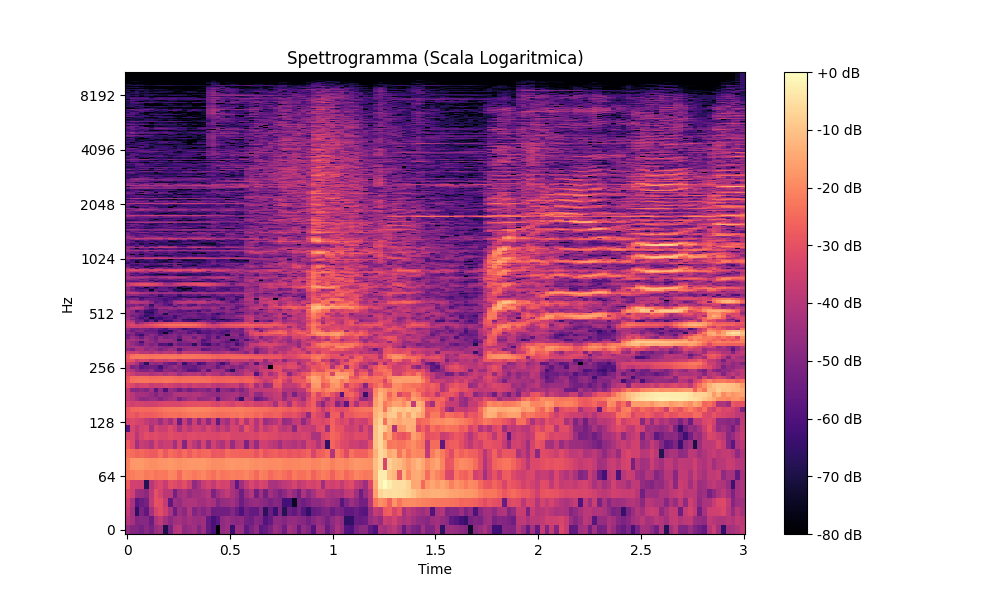 Spettrogramma (Scala Logaritmica)
Hz
8192
4096
2048
1024
512
256
128
64
0
0
0.5
1
1.5
2
2.5
3
Time
+0 dB
-10 dB
-20 dB
-30 dB
-40 dB
-50 dB
-60 dB
-70 dB
-80 dB